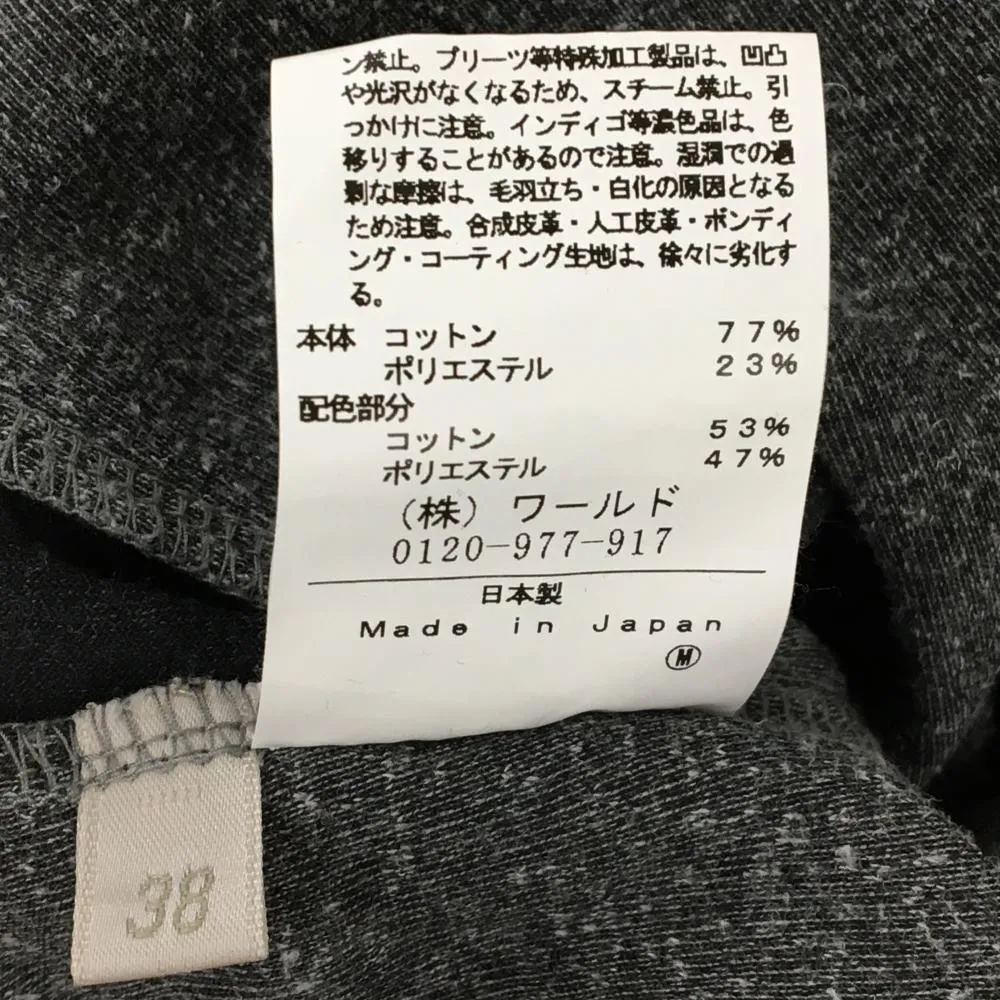 ン禁止。プリーツ等特殊加工製品は、凹凸
や光沢がなくなるため、スチーム禁止。引
っかけに注意。インディゴ等濃色品は、色
移りすることがあるので注意。湿潤での過
剰な摩擦は、毛羽立ち・白化の原因となる
ため注意。合成皮革・人工皮革・ボンディ
ング・コーティング生地は、徐々に劣化す
る。
本体 コットン 77%
ポリエステル 23%
配色部分
コットン 53%
ポリエステル 47%
(株)ワールド
0120-977-917
日本製
Made in Japan
M
38